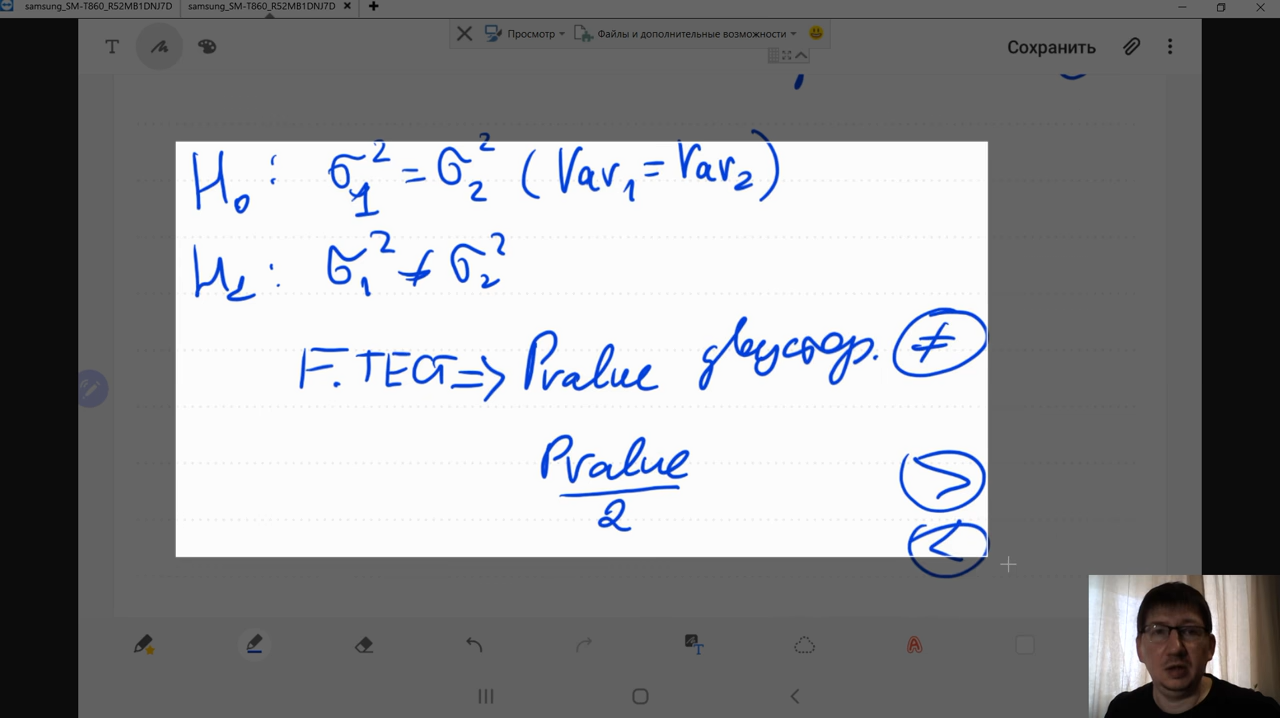 samsung_SM-T860_R52MB1DNJ7D samsung_SM-T860_R52MB1DNJ7D
Просмотр Файлы и дополнительные возможности
T Сохранить
H₀: σ₁² = σ₂² (Var₁ = Var₂)
H₁: σ₁² ≠ σ₂²
F.ТЕСТ => Pvalue двустор. ≠
Pvalue
2
>
<